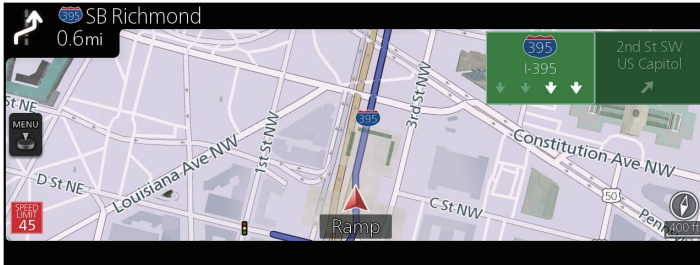 395 SB Richmond
0.6mi
395
I-395
2nd St SW
US Capitol
St NE
MENU
Louisiana Ave NW
1st St NW
395
3rd St NW
Constitution Ave NW
D St NE
SPEED
LIMIT
45
Ramp
C St NW
50
Penn
400 ft